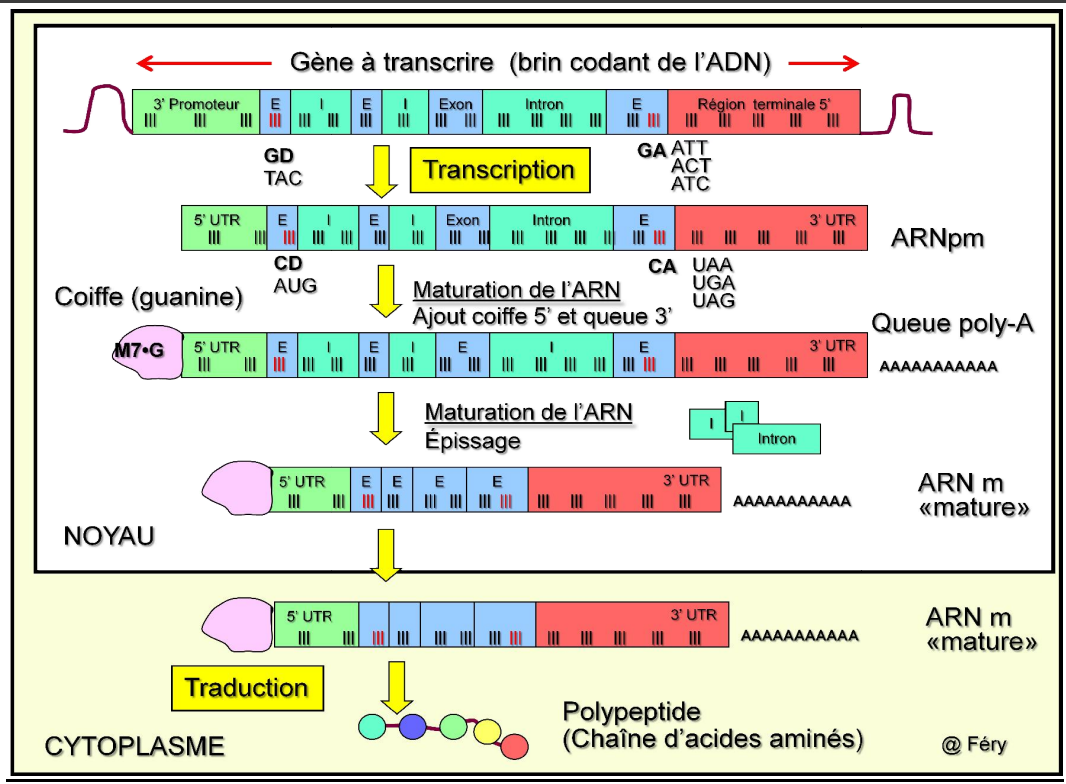 Gène à transcrire (brin codant de l'ADN)
3' Promoteur E I E I Exon Intron E Région terminale 5'
GD
TAC
Transcription
GA ATT
ACT
ATC
5' UTR E I E I Exon Intron E 3' UTR
ARNpm
CD
AUG
CA UAA
UGA
UAG
Maturation de l'ARN
Ajout coiffe 5' et queue 3'
Coiffe (guanine)
Queue poly-A
M7•G
5' UTR E I E I E I E 3' UTR
AAAAAAAAAAA
Maturation de l'ARN
Épissage
I I
Intron
5' UTR E E E E 3' UTR
AAAAAAAAAAA
ARN m
«mature»
NOYAU
5' UTR 3' UTR
AAAAAAAAAAA
ARN m
«mature»
Traduction
Polypeptide
(Chaîne d'acides aminés)
CYTOPLASME
@ Féry